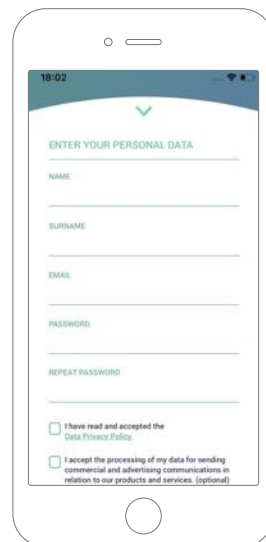 18:02
ENTER YOUR PERSONAL DATA
NAME
SURNAME
EMAIL
PASSWORD
REPEAT PASSWORD
I have read and accepted the
Data Privacy Policy.
I accept the processing of my data for sending
commercial and advertising communications in
relation to our products and services. (optional)